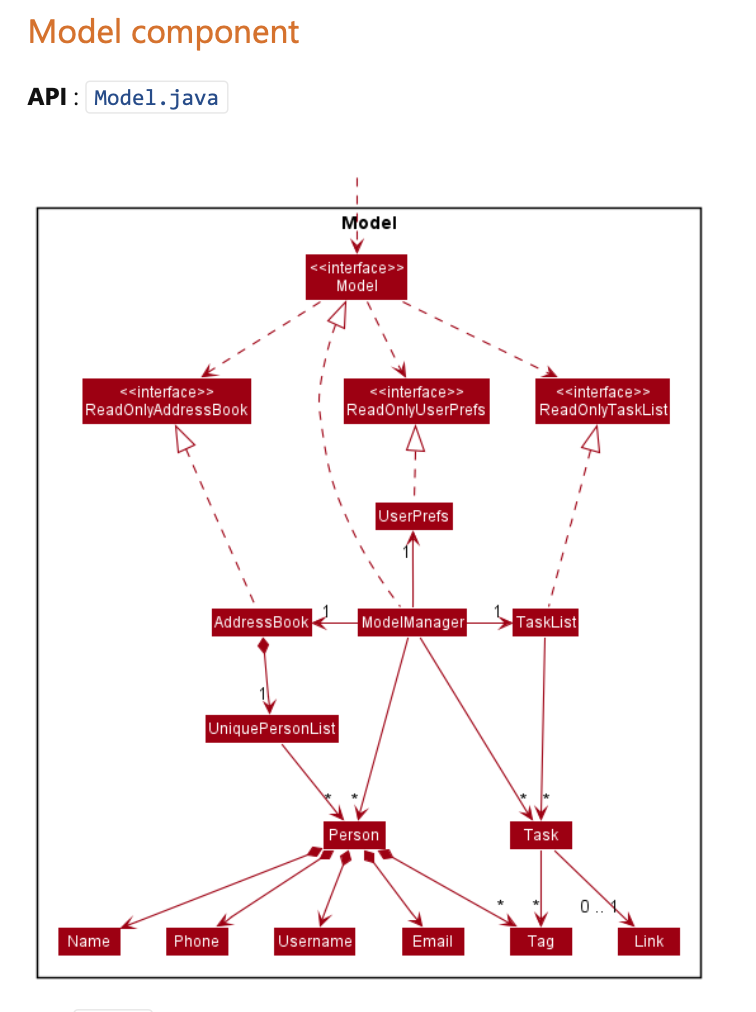 Model component
API : Model.java
Model
<<interface>>
Model
<<interface>>
ReadOnlyAddressBook
<<interface>>
ReadOnlyUserPrefs
<<interface>>
ReadOnlyTaskList
UserPrefs
1
AddressBook
1
ModelManager
1
TaskList
1
UniquePersonList
*
*
*
*
Person
Task
*
*
0 .. 1
Name
Phone
Username
Email
Tag
Link